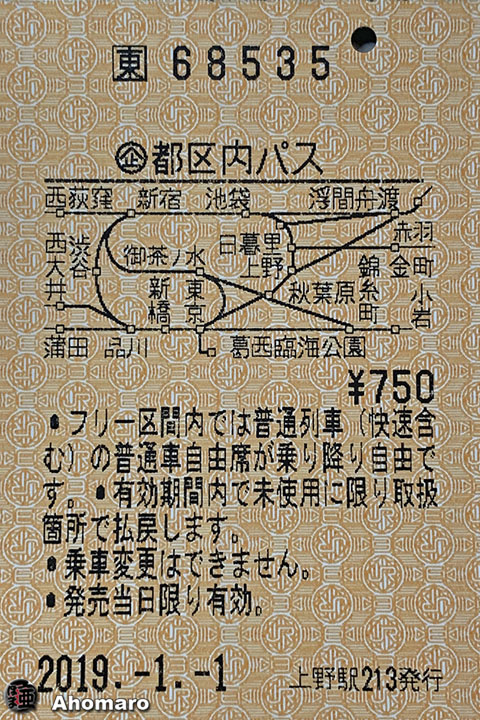 東 68535
企 都区内パス
西荻窪 新宿 池袋 浮間舟渡
赤羽
日暮里
西大井 渋谷 御茶ノ水 上野 錦糸町 金町
新橋 東京 秋葉原 小岩
蒲田 品川 葛西臨海公園
¥750
•フリー区間内では普通列車(快速含
む)の普通車自由席が乗り降り自由で
す。•有効期間内で未使用に限り取扱
箇所で払戻します。
•乗車変更はできません。
•発売当日限り有効。
2019.-1.-1 上野駅213発行
Ahomaro